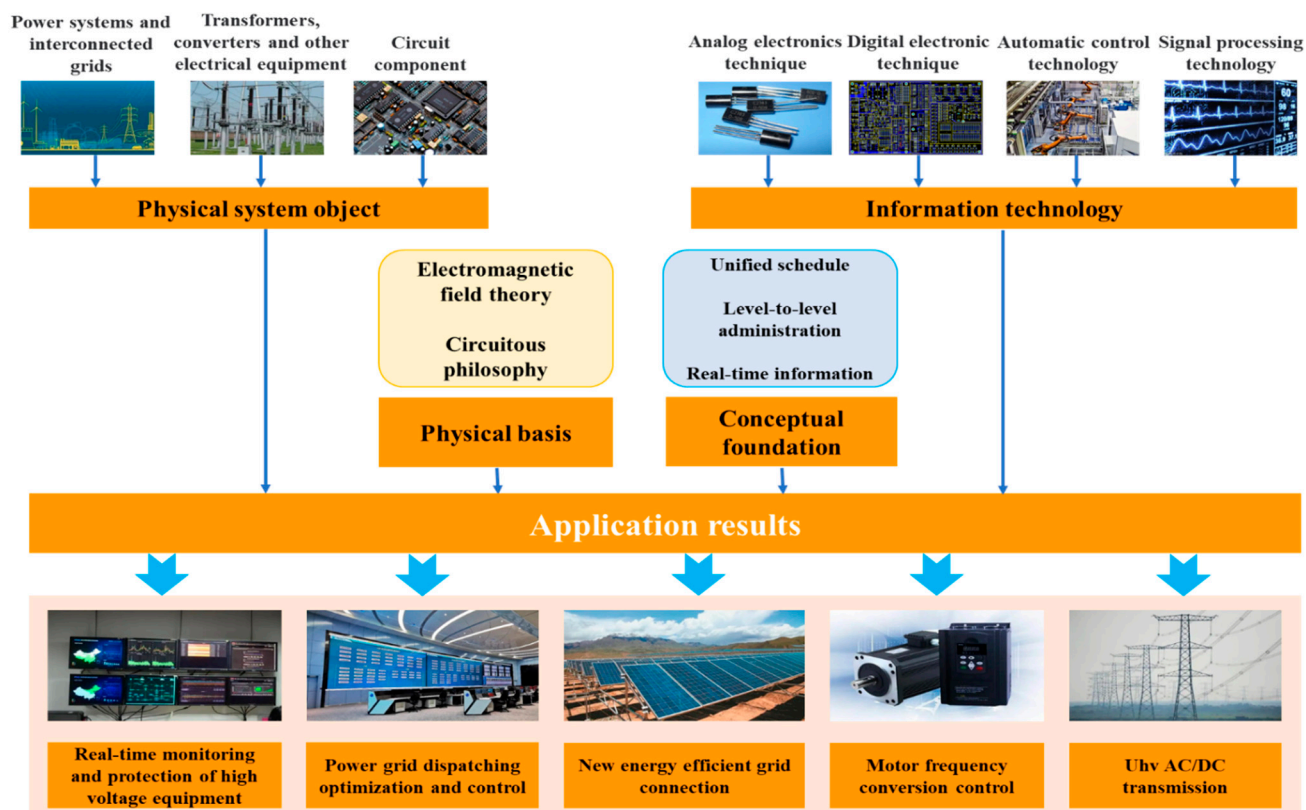 Power systems and
interconnected
grids
Transformers,
converters and other
electrical equipment
Circuit
component
Analog electronics
technique
Digital electronic
technique
Automatic control
technology
Signal processing
technology
Physical system object
Information technology
Electromagnetic
field theory
Circuitous
philosophy
Unified schedule
Level-to-level
administration
Real-time information
Physical basis
Conceptual
foundation
Application results
Real-time monitoring
and protection of high
voltage equipment
Power grid dispatching
optimization and control
New energy efficient grid
connection
Motor frequency
conversion control
Uhv AC/DC
transmission